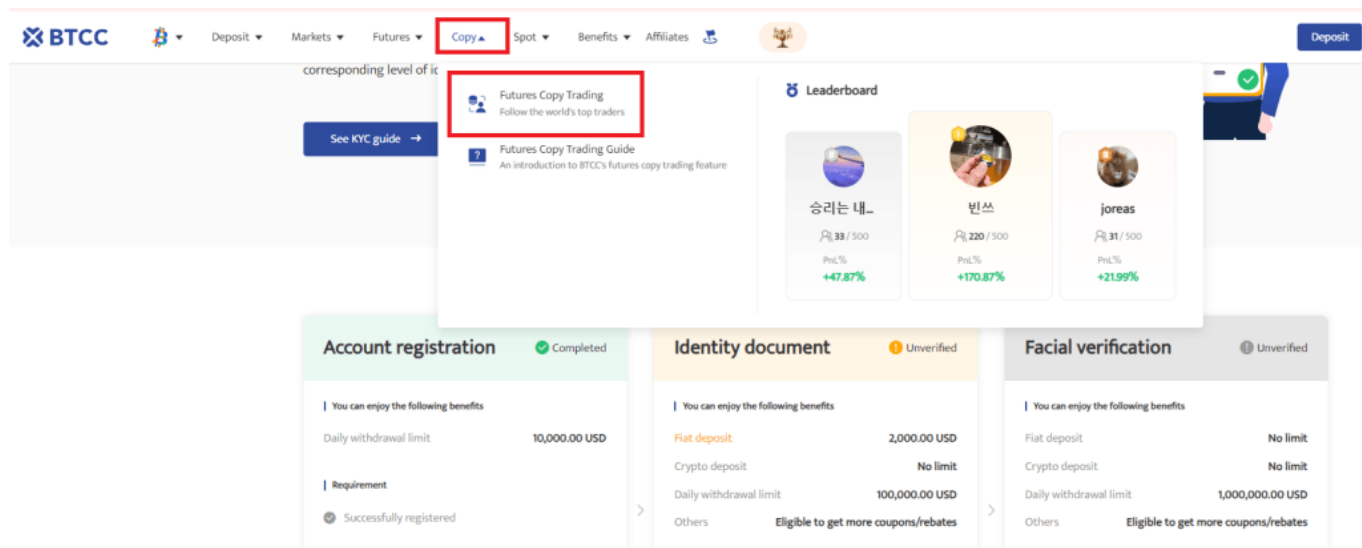 BTCC
Deposit
Markets
Futures
Copy
Spot
Benefits
Affiliates
Deposit
corresponding level of
See KYC guide →
Futures Copy Trading
Follow the world's top traders
Futures Copy Trading Guide
An introduction to BTCC's futures copy trading feature
Leaderboard
승리는 내...
33 / 500
PnL%
+47.87%
빈쓰
220 / 500
PnL%
+170.87%
joreas
31 / 500
PnL%
+21.99%
Account registration
Completed
You can enjoy the following benefits
Daily withdrawal limit 10,000.00 USD
Requirement
Successfully registered
Identity document
Unverified
You can enjoy the following benefits
Fiat deposit 2,000.00 USD
Crypto deposit No limit
Daily withdrawal limit 100,000.00 USD
Others Eligible to get more coupons/rebates
Facial verification
Unverified
You can enjoy the following benefits
Fiat deposit No limit
Crypto deposit No limit
Daily withdrawal limit 1,000,000.00 USD
Others Eligible to get more coupons/rebates